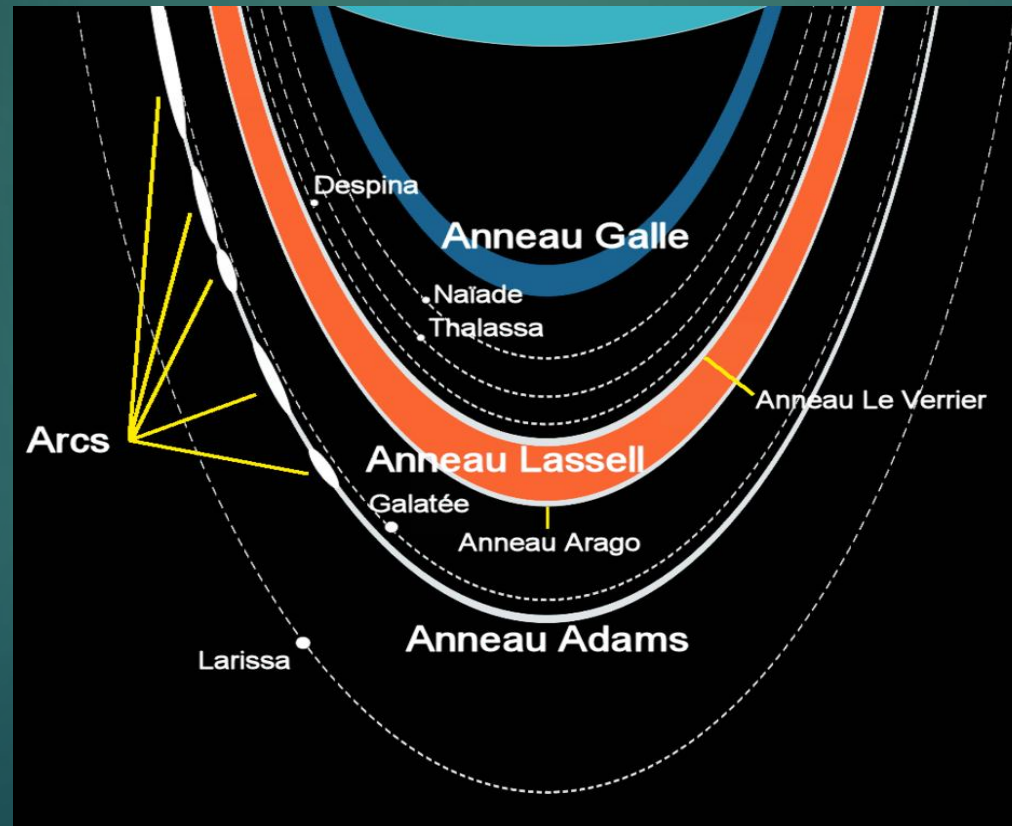 Despina
Anneau Galle
Naïade
Thalassa
Anneau Le Verrier
Arcs
Anneau Lassell
Galatée
Anneau Arago
Anneau Adams
Larissa